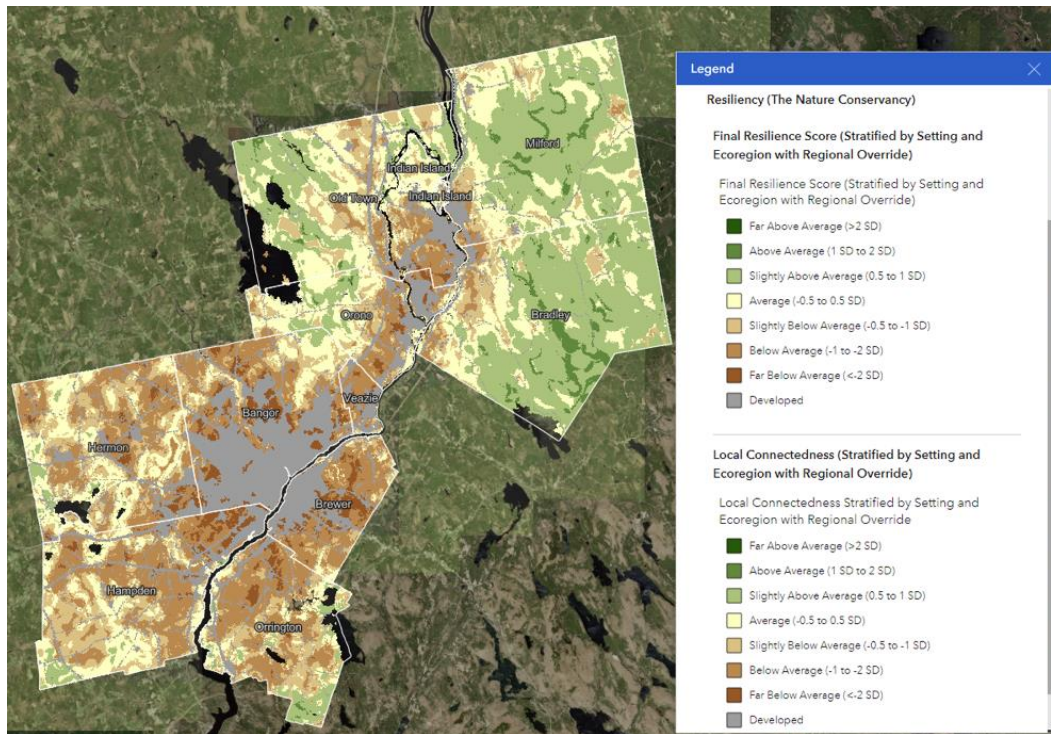 Milford
Indian Island
Old Town
Indian Island
Orono
Bradley
Veazie
Bangor
Hermon
Brewer
Hampden
Orrington
Legend
Resiliency (The Nature Conservancy)
Final Resilience Score (Stratified by Setting and
Ecoregion with Regional Override)
Final Resilience Score (Stratified by Setting and
Ecoregion with Regional Override)
Far Above Average (>2 SD)
Above Average (1 SD to 2 SD)
Slightly Above Average (0.5 to 1 SD)
Average (-0.5 to 0.5 SD)
Slightly Below Average (-0.5 to -1 SD)
Below Average (-1 to -2 SD)
Far Below Average (<-2 SD)
Developed
Local Connectedness (Stratified by Setting and
Ecoregion with Regional Override)
Local Connectedness Stratified by Setting and
Ecoregion with Regional Override
Far Above Average (>2 SD)
Above Average (1 SD to 2 SD)
Slightly Above Average (0.5 to 1 SD)
Average (-0.5 to 0.5 SD)
Slightly Below Average (-0.5 to -1 SD)
Below Average (-1 to -2 SD)
Far Below Average (<-2 SD)
Developed